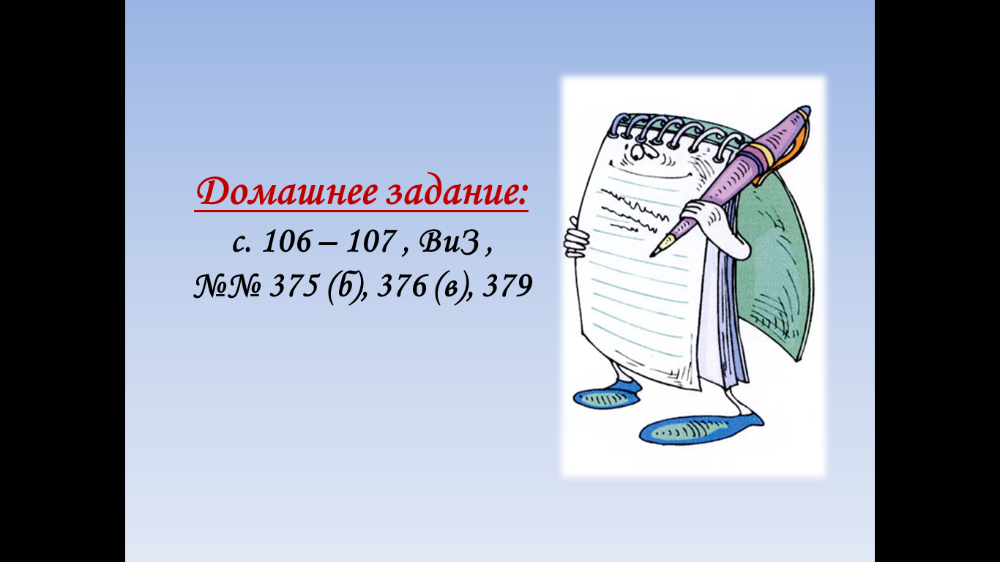 Домашнее задание:
с. 106 – 107 , ВиЗ ,
№№ 375 (б), 376 (в), 379